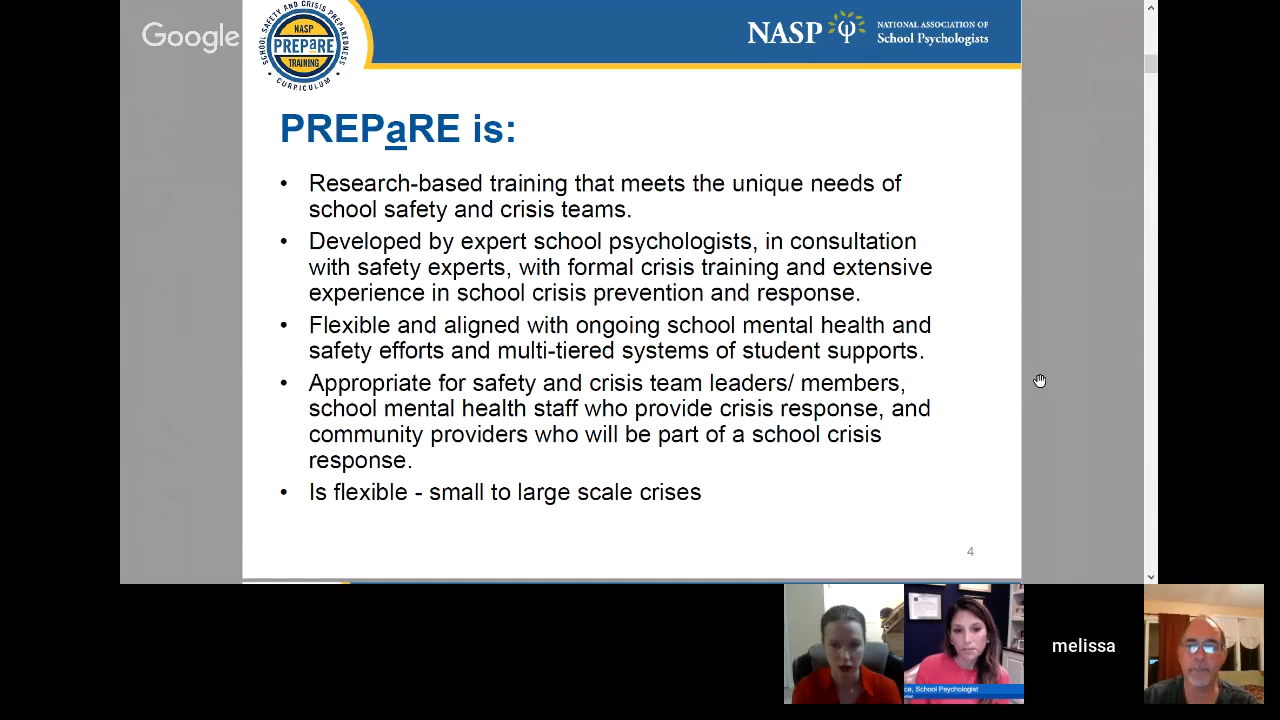 Google
SCHOOL SAFETY AND CRISIS PREPAREDNESS
NASP
PREPaRE
TRAINING
CURRICULUM
NASP
NATIONAL ASSOCIATION OF
School Psychologists
PREPaRE is:
• Research-based training that meets the unique needs of
school safety and crisis teams.
• Developed by expert school psychologists, in consultation
with safety experts, with formal crisis training and extensive
experience in school crisis prevention and response.
• Flexible and aligned with ongoing school mental health and
safety efforts and multi-tiered systems of student supports.
• Appropriate for safety and crisis team leaders/ members,
school mental health staff who provide crisis response, and
community providers who will be part of a school crisis
response.
• Is flexible - small to large scale crises
4
ce, School Psychologist
melissa